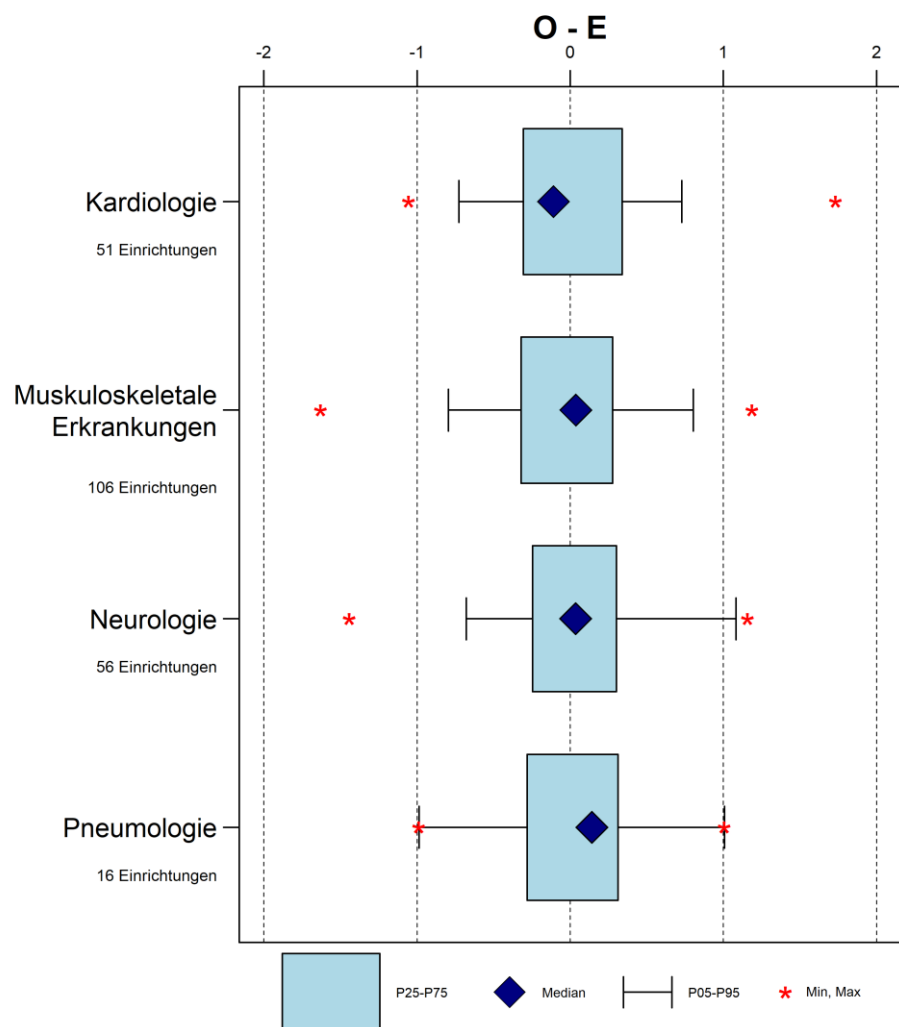 O - E
-2 -1 0 1 2
Kardiologie
51 Einrichtungen
Muskuloskeletale
Erkrankungen
106 Einrichtungen
Neurologie
56 Einrichtungen
Pneumologie
16 Einrichtungen
P25-P75 Median P05-P95 * Min, Max